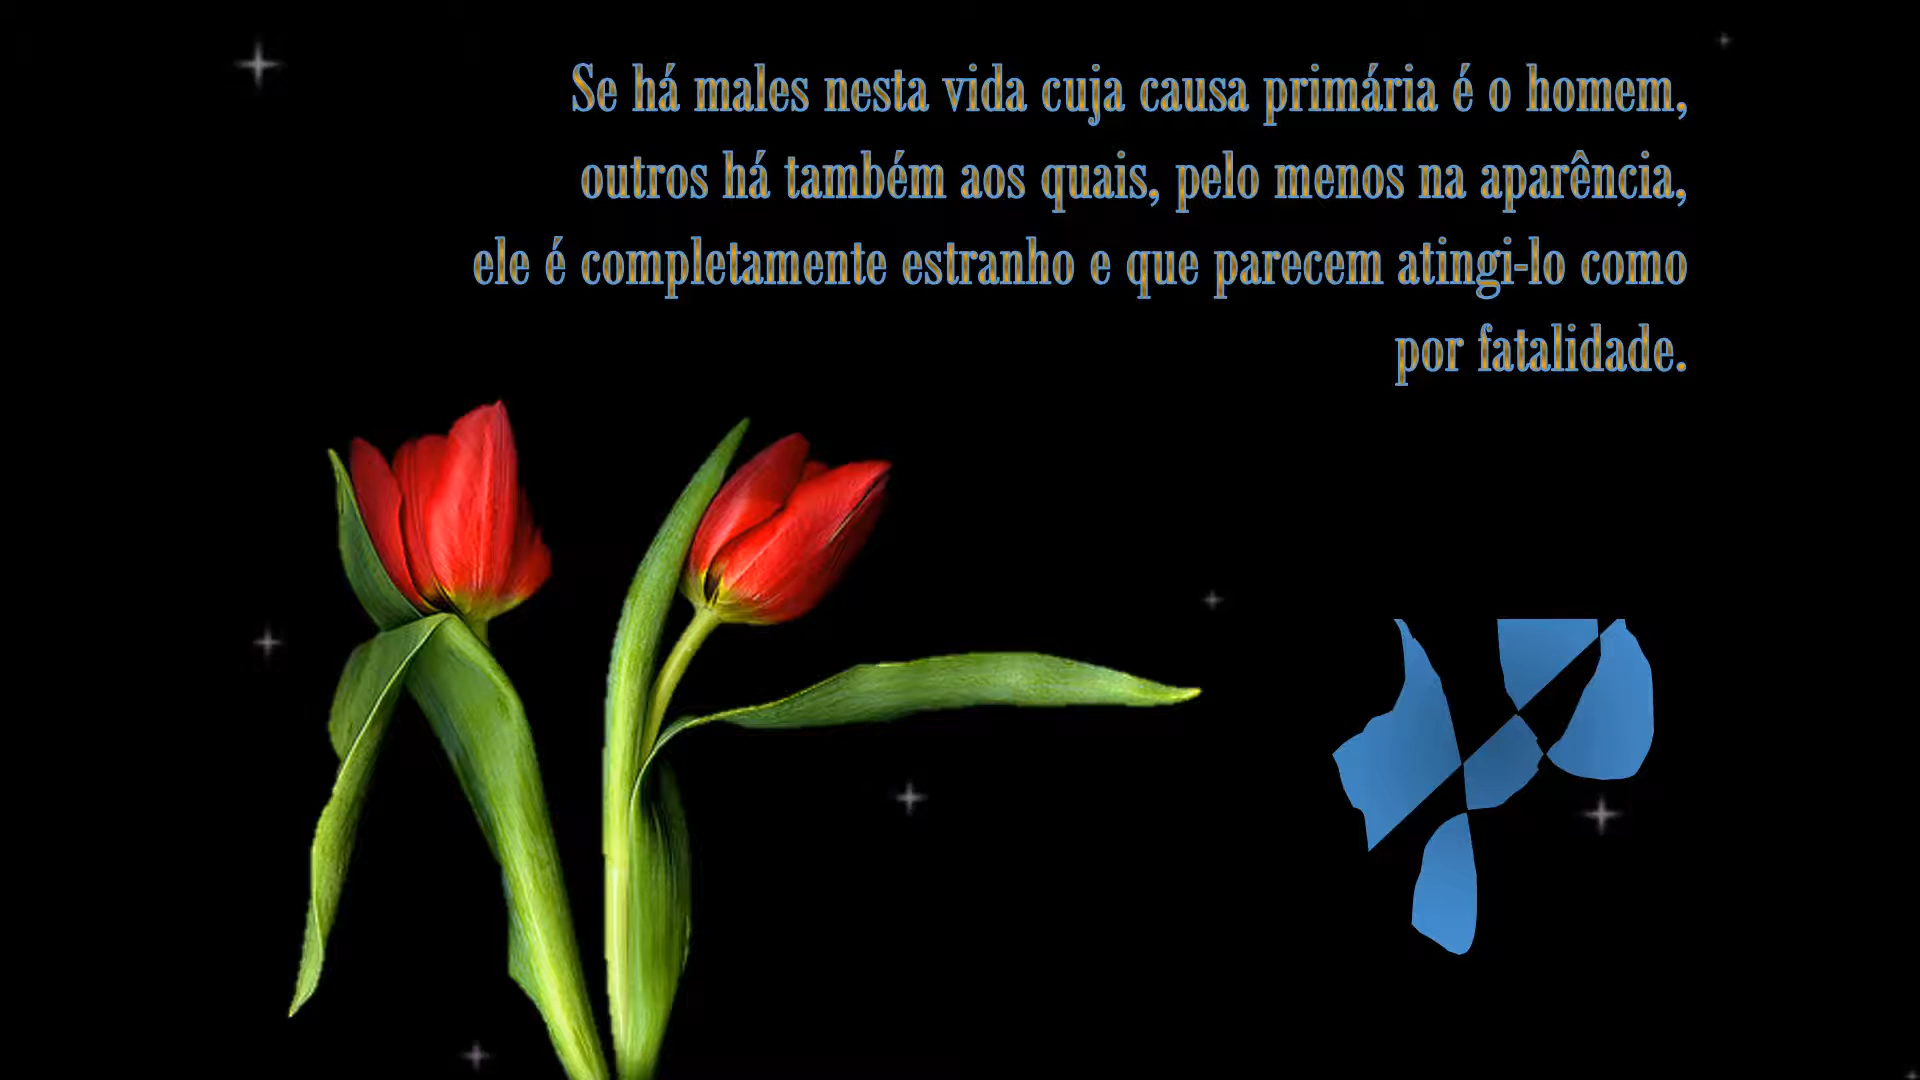 Se há males nesta vida cuja causa primária é o homem,
outros há também aos quais, pelo menos na aparência,
ele é completamente estranho e que parecem atingi-lo como
por fatalidade.